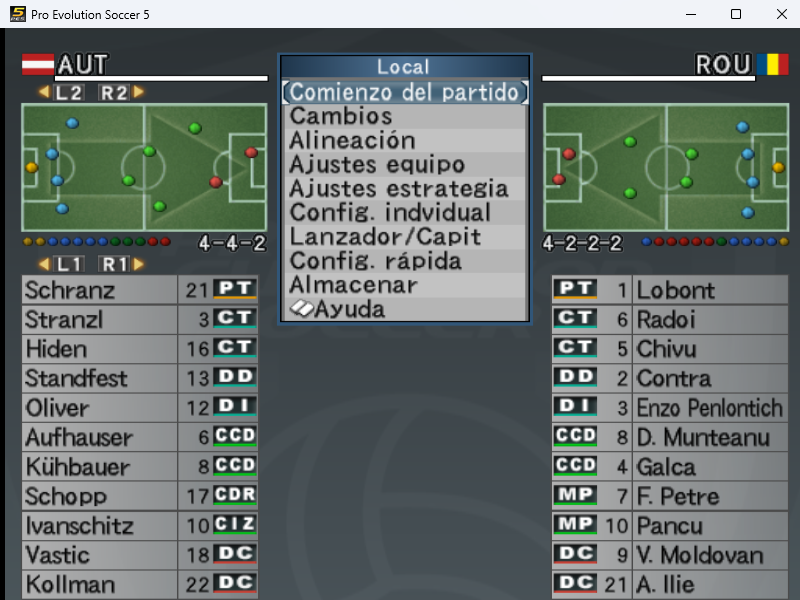 Pro Evolution Soccer 5
AUT
L2 R2
4-4-2
L1 R1
Schranz 21 PT
Stranzl 3 CT
Hiden 16 CT
Standfest 13 DD
Oliver 12 DI
Aufhauser 6 CCD
Kühbauer 8 CCD
Schopp 17 CDR
Ivanschitz 10 CIZ
Vastic 18 DC
Kollman 22 DC
Local
Comienzo del partido
Cambios
Alineación
Ajustes equipo
Ajustes estrategia
Config. indvidual
Lanzador/Capit
Config. rápida
Almacenar
Ayuda
ROU
4-2-2-2
PT 1 Lobont
CT 6 Radoi
CT 5 Chivu
DD 2 Contra
DI 3 Enzo Penlontich
CCD 8 D. Munteanu
CCD 4 Galca
MP 7 F. Petre
MP 10 Pancu
DC 9 V. Moldovan
DC 21 A. Ilie